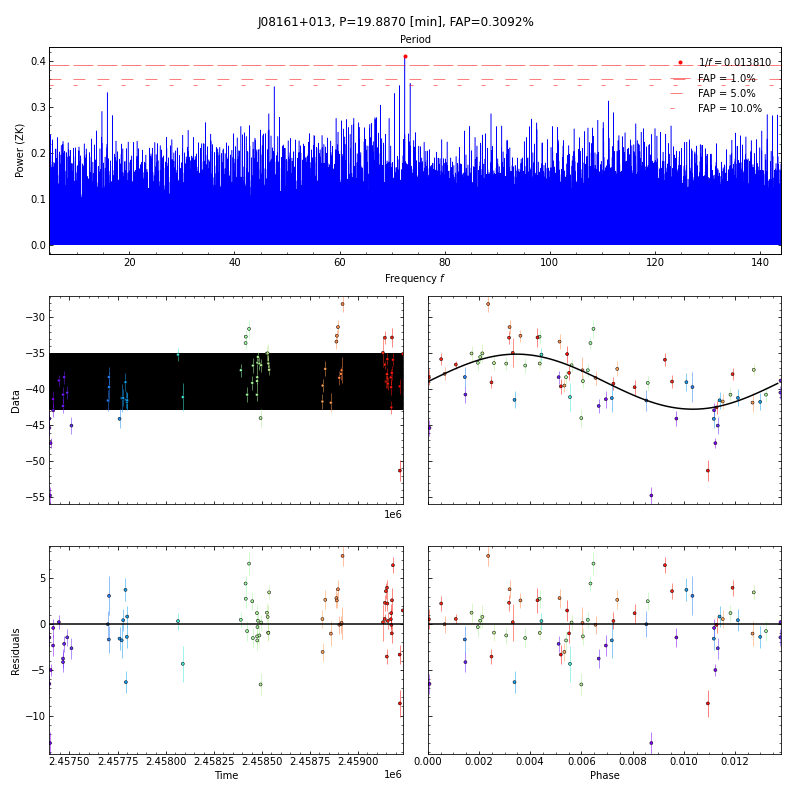 J08161+013, P=19.8870 [min], FAP=0.3092%
Period
Power (ZK)
0.4
0.3
0.2
0.1
0.0
1/f = 0.013810
FAP = 1.0%
FAP = 5.0%
FAP = 10.0%
20 40 60 80 100 120 140
Frequency f
Data
−30
−35
−40
−45
−50
−55
1e6
Residuals
5
0
−5
−10
2.45750 2.45775 2.45800 2.45825 2.45850 2.45875 2.45900
Time
1e6
0.000 0.002 0.004 0.006 0.008 0.010 0.012
Phase